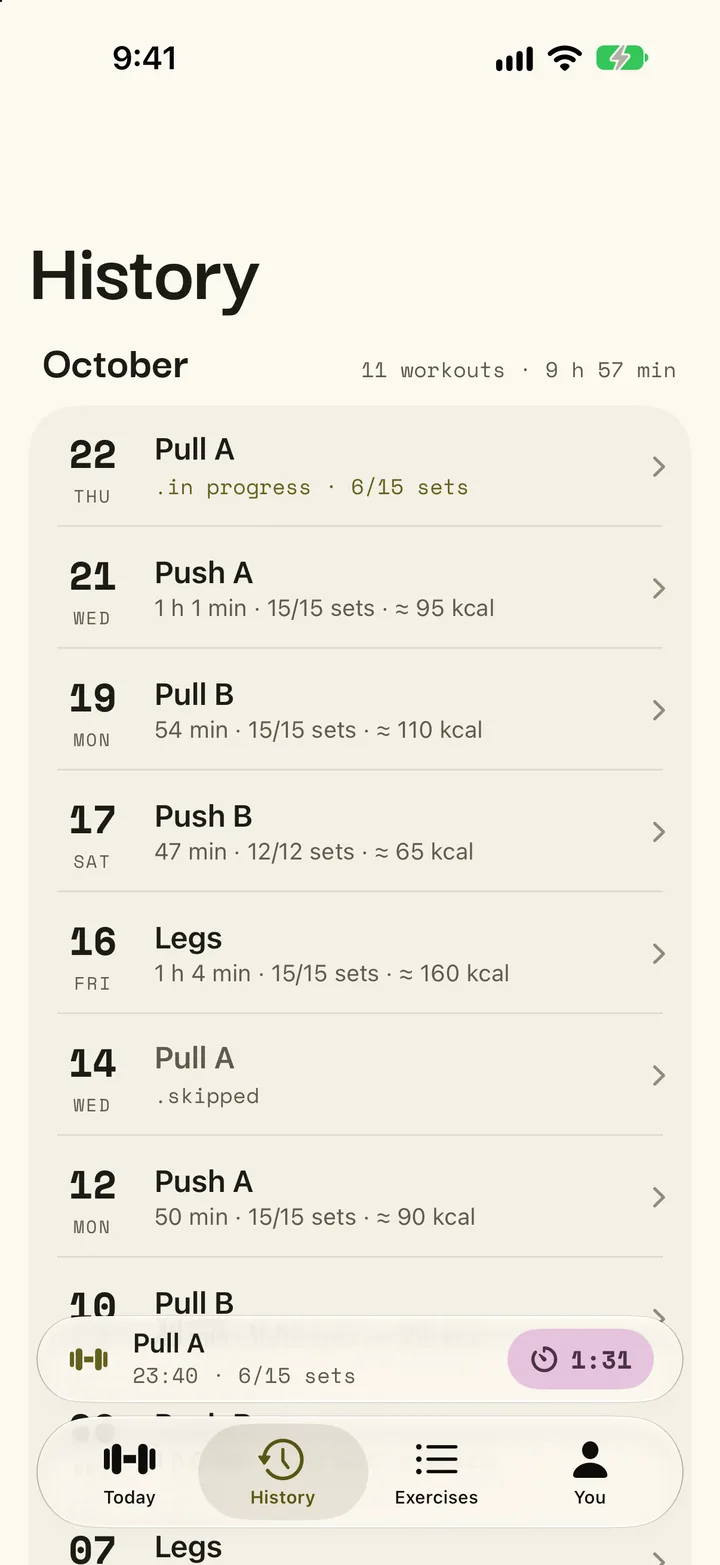 9:41
History
October
11 workouts · 9 h 57 min
22
THU
Pull A
.in progress · 6/15 sets
21
WED
Push A
1 h 1 min · 15/15 sets · ≈ 95 kcal
19
MON
Pull B
54 min · 15/15 sets · ≈ 110 kcal
17
SAT
Push B
47 min · 12/12 sets · ≈ 65 kcal
16
FRI
Legs
1 h 4 min · 15/15 sets · ≈ 160 kcal
14
WED
Pull A
.skipped
12
MON
Push A
50 min · 15/15 sets · ≈ 90 kcal
10
Pull B
Pull A
23:40 · 6/15 sets
1:31
Today
History
Exercises
You
07
Legs